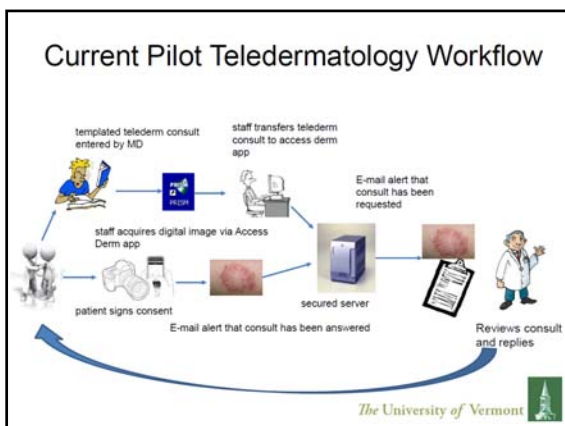 Current Pilot Teledermatology Workflow
templated telederm consult
entered by MD
staff transfers telederm
consult to access derm
app
E-mail alert that
consult has been
requested
PRISM
staff acquires digital image via Access
Derm app
patient signs consent
secured server
E-mail alert that consult has been answered
Reviews consult
and replies
The University of Vermont